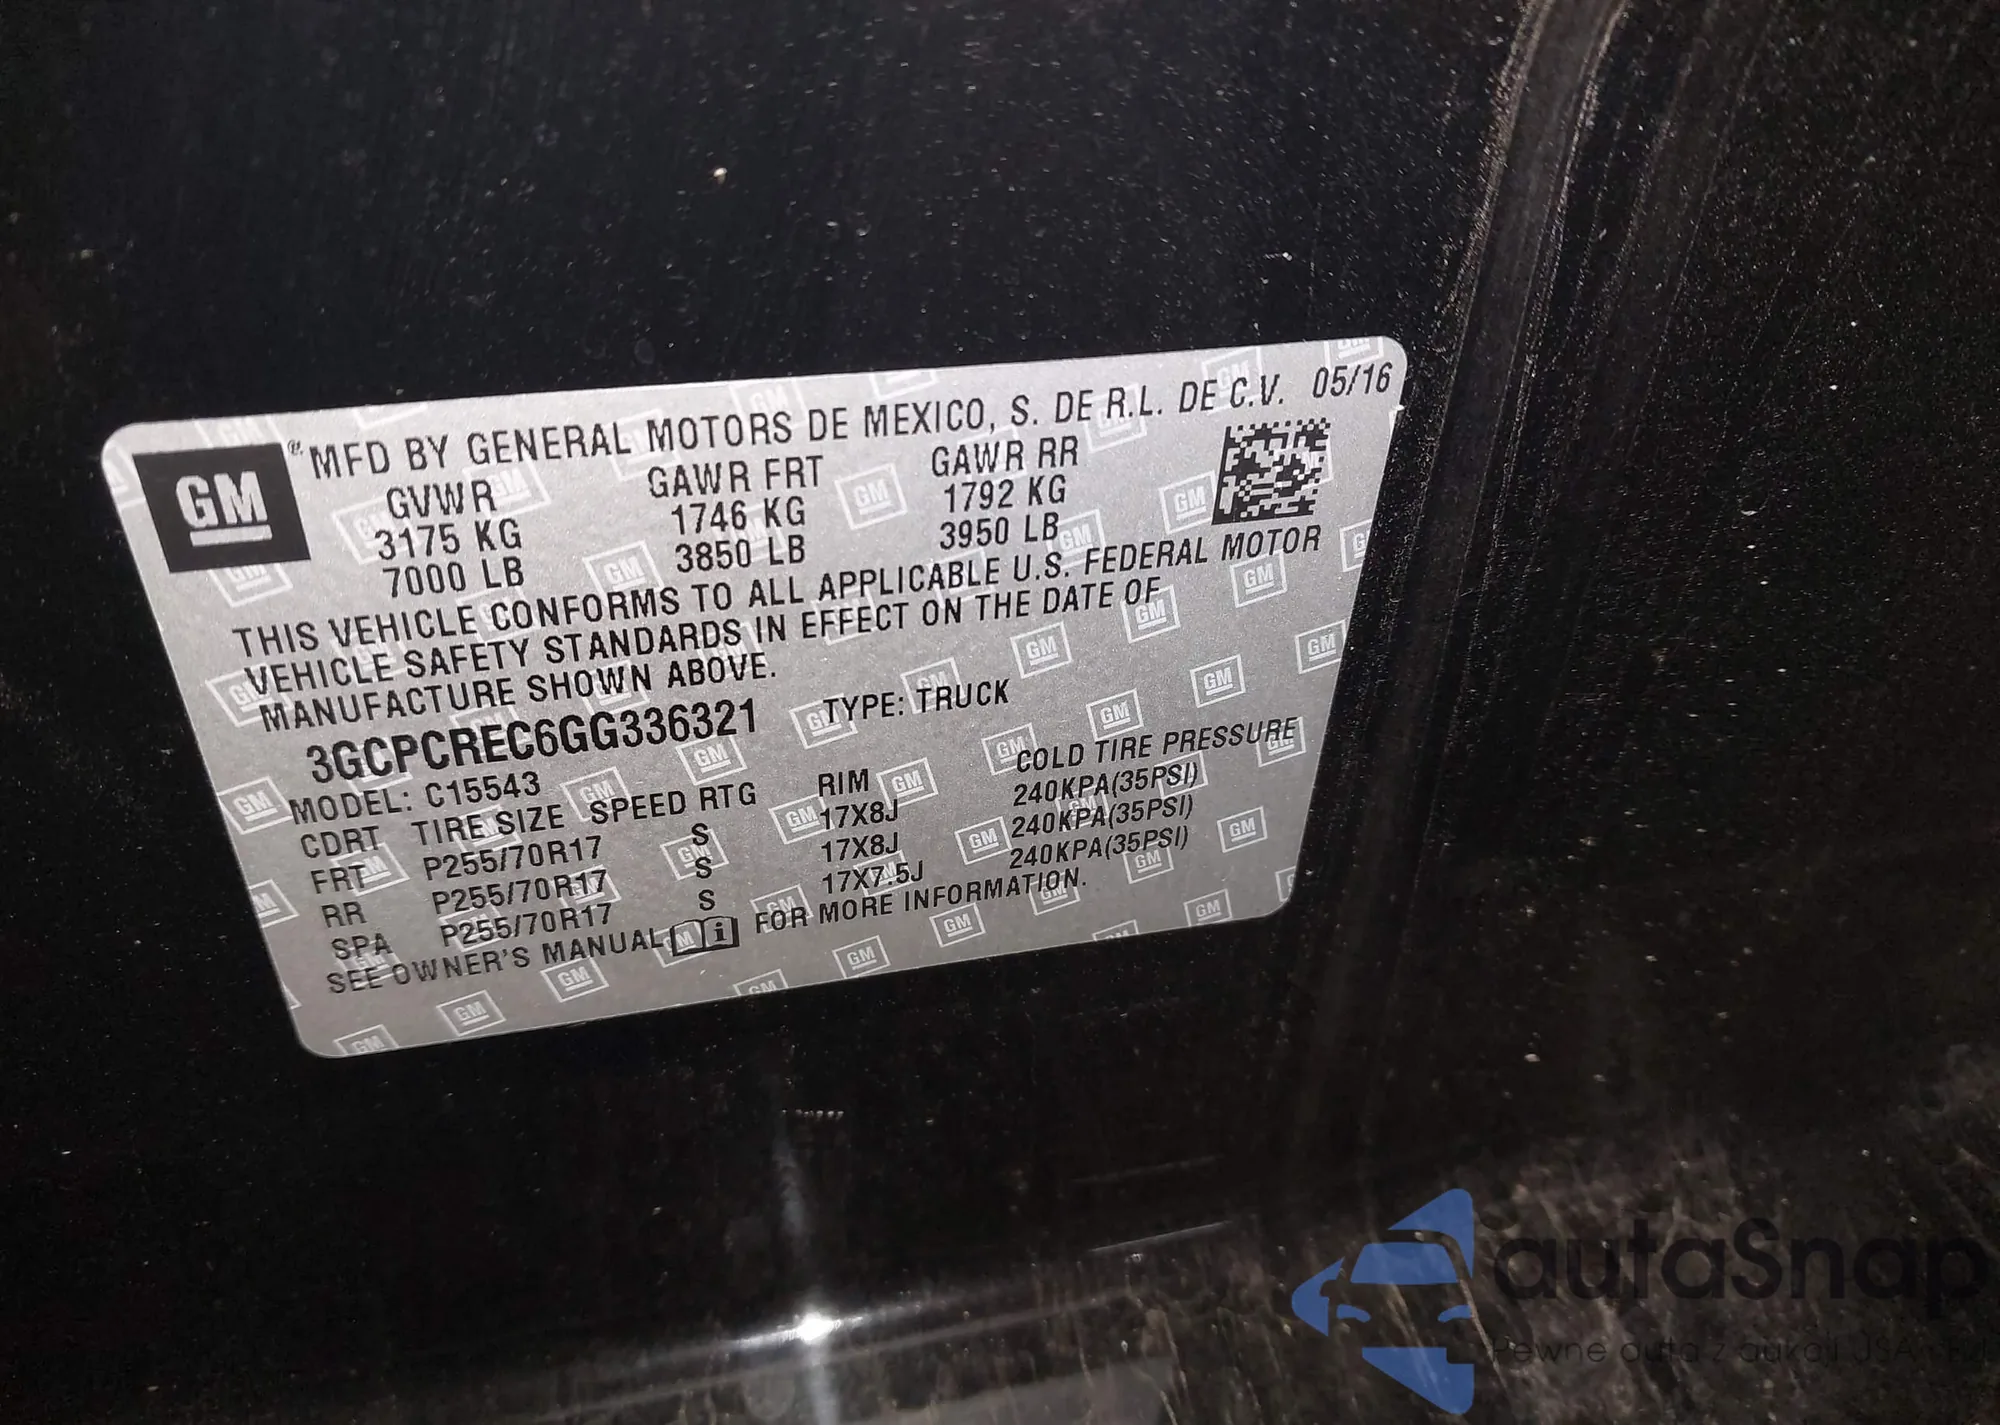 GM
MFD BY GENERAL MOTORS DE MEXICO, S. DE R.L. DE C.V. 05/16
GVWR GAWR FRT GAWR RR
3175 KG 1746 KG 1792 KG
7000 LB 3850 LB 3950 LB
THIS VEHICLE CONFORMS TO ALL APPLICABLE U.S. FEDERAL MOTOR
VEHICLE SAFETY STANDARDS IN EFFECT ON THE DATE OF
MANUFACTURE SHOWN ABOVE.
3GCPCREC6GG336321 TYPE: TRUCK
MODEL: C15543
CDRT TIRE SIZE SPEED RTG RIM COLD TIRE PRESSURE
FRT P255/70R17 S 17X8J 240KPA(35PSI)
RR P255/70R17 S 17X8J 240KPA(35PSI)
SPA P255/70R17 S 17X7.5J 240KPA(35PSI)
SEE OWNER'S MANUAL i FOR MORE INFORMATION.
autaSnap
Pewne auta z aukcji USA